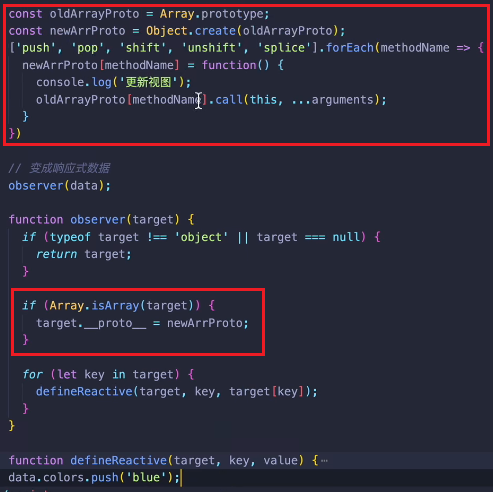 const oldArrayProto = Array.prototype;
const newArrProto = Object.create(oldArrayProto);
['push', 'pop', 'shift', 'unshift', 'splice'].forEach(methodName => {
  newArrProto[methodName] = function() {
    console.log('更新视图');
    oldArrayProto[methodName].call(this, ...arguments);
  }
})
// 变成响应式数据
observer(data);
function observer(target) {
  if (typeof target !== 'object' || target === null) {
    return target;
  }
  if (Array.isArray(target)) {
    target.__proto__ = newArrProto;
  }
  for (let key in target) {
    defineReactive(target, key, target[key]);
  }
}
function defineReactive(target, key, value) {⋯
data.colors.push('blue');